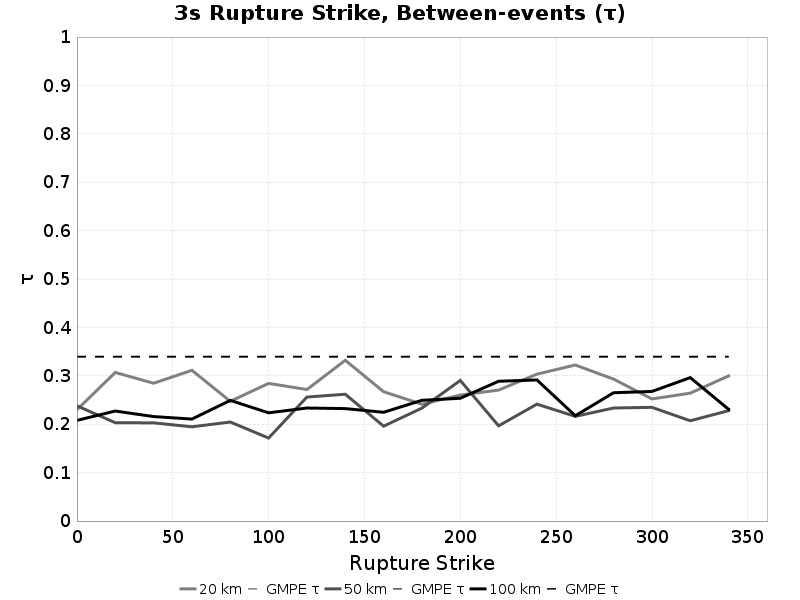 3s Rupture Strike, Between-events (τ)
1
0.9
0.8
0.7
0.6
0.5
0.4
0.3
0.2
0.1
0
τ
0 50 100 150 200 250 300 350
Rupture Strike
20 km GMPE τ 50 km GMPE τ 100 km GMPE τ